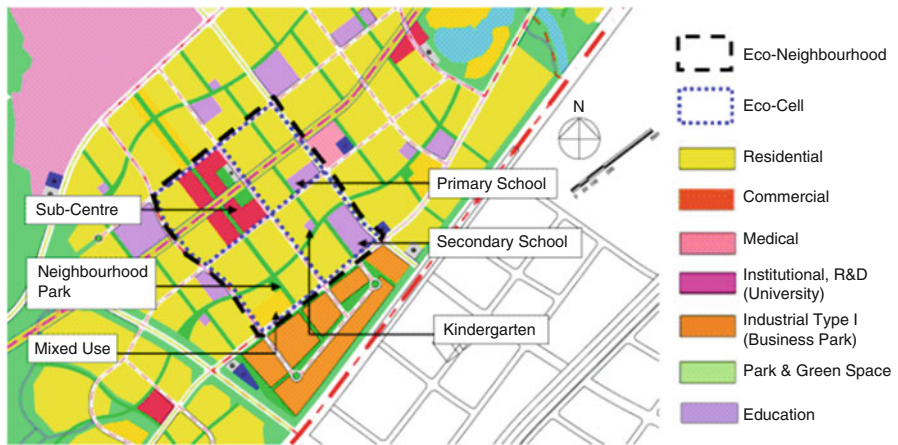 Sub-Centre
Neighbourhood
Park
Mixed Use
Primary School
Secondary School
Kindergarten
N
Eco-Neighbourhood
Eco-Cell
Residential
Commercial
Medical
Institutional, R&D
(University)
Industrial Type I
(Business Park)
Park & Green Space
Education